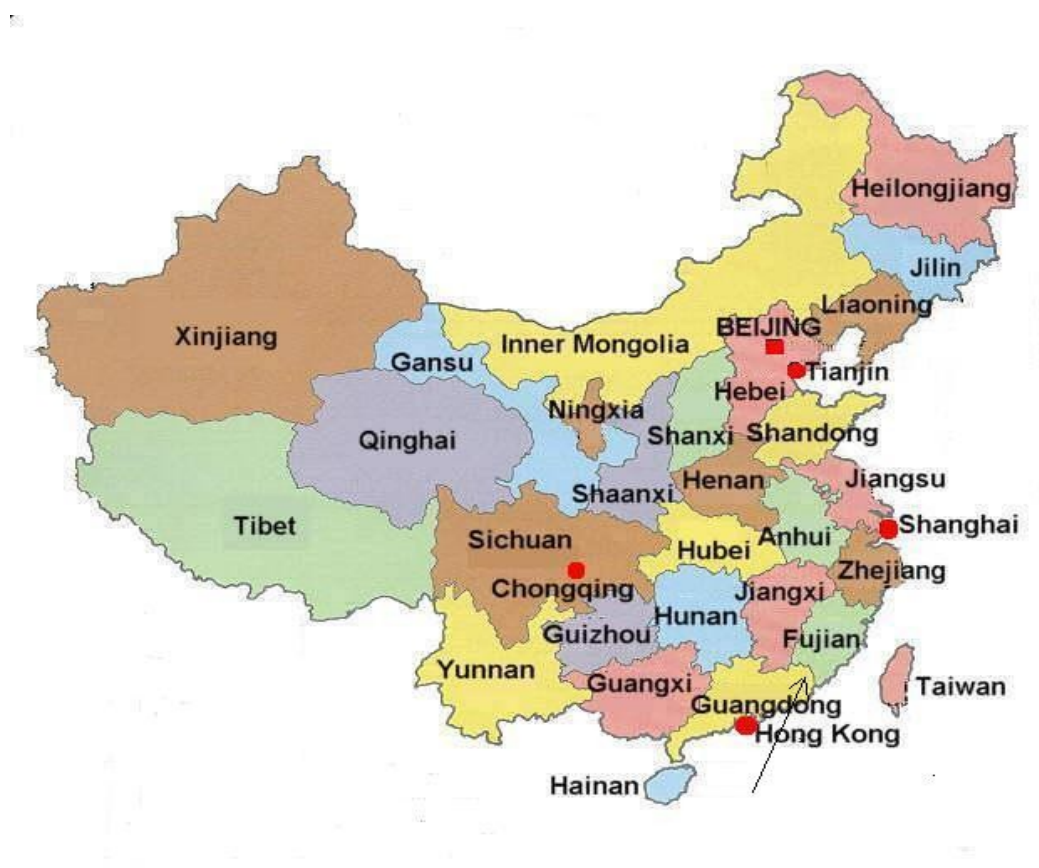 Heilongjiang
Jilin
Liaoning
BEIJING
Xinjiang
Inner Mongolia
Gansu
Tianjin
Hebei
Ningxia
Qinghai
Shanxi
Shandong
Henan
Jiangsu
Shaanxi
Tibet
Shanghai
Sichuan
Anhui
Hubei
Zhejiang
Chongqing
Jiangxi
Hunan
Guizhou
Fujian
Yunnan
Guangxi
Taiwan
Guangdong
Hong Kong
Hainan